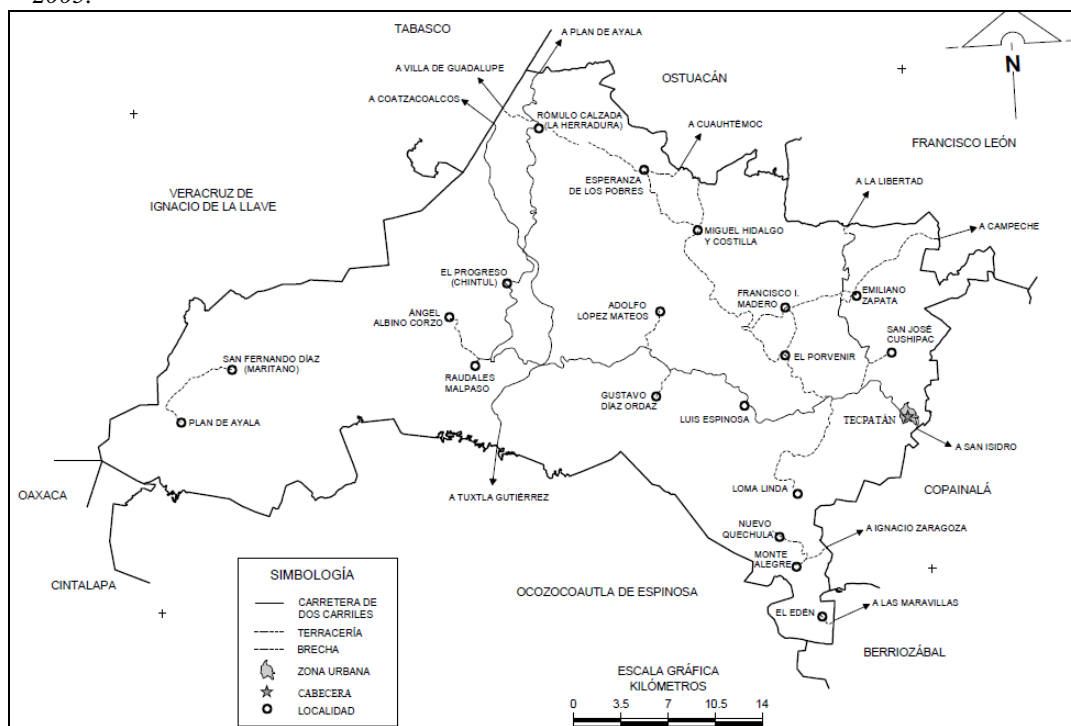 2005.
TABASCO
A PLAN DE AYALA
A VILLA DE GUADALUPE
OSTUACÁN
N
A COATZACOALCOS
RÓMULO CALZADA
(LA HERRADURA)
A CUAUHTÉMOC
FRANCISCO LEÓN
ESPERANZA
DE LOS POBRES
VERACRUZ DE
IGNACIO DE LA LLAVE
A LA LIBERTAD
A CAMPECHE
MIGUEL HIDALGO
Y COSTILLA
EL PROGRESO
(CHINTUL)
FRANCISCO I.
MADERO
EMILIANO
ZAPATA
ADOLFO
LÓPEZ MATEOS
ÁNGEL
ALBINO CORZO
SAN JOSÉ
CUSHIPAC
SAN FERNANDO DÍAZ
(MARITANO)
EL PORVENIR
RAUDALES
MALPASO
GUSTAVO
DÍAZ ORDAZ
LUIS ESPINOSA
TECPATÁN
PLAN DE AYALA
A SAN ISIDRO
OAXACA
A TUXTLA GUTIÉRREZ
LOMA LINDA
COPAINALÁ
NUEVO
QUECHULA
A IGNACIO ZARAGOZA
MONTE
ALEGRE
CINTALAPA
SIMBOLOGÍA
CARRETERA DE
DOS CARRILES
TERRACERÍA
BRECHA
ZONA URBANA
CABECERA
LOCALIDAD
OCOZOCOAUTLA DE ESPINOSA
EL EDÉN
A LAS MARAVILLAS
BERRIOZÁBAL
ESCALA GRÁFICA
KILÓMETROS
0 3.5 7 10.5 14